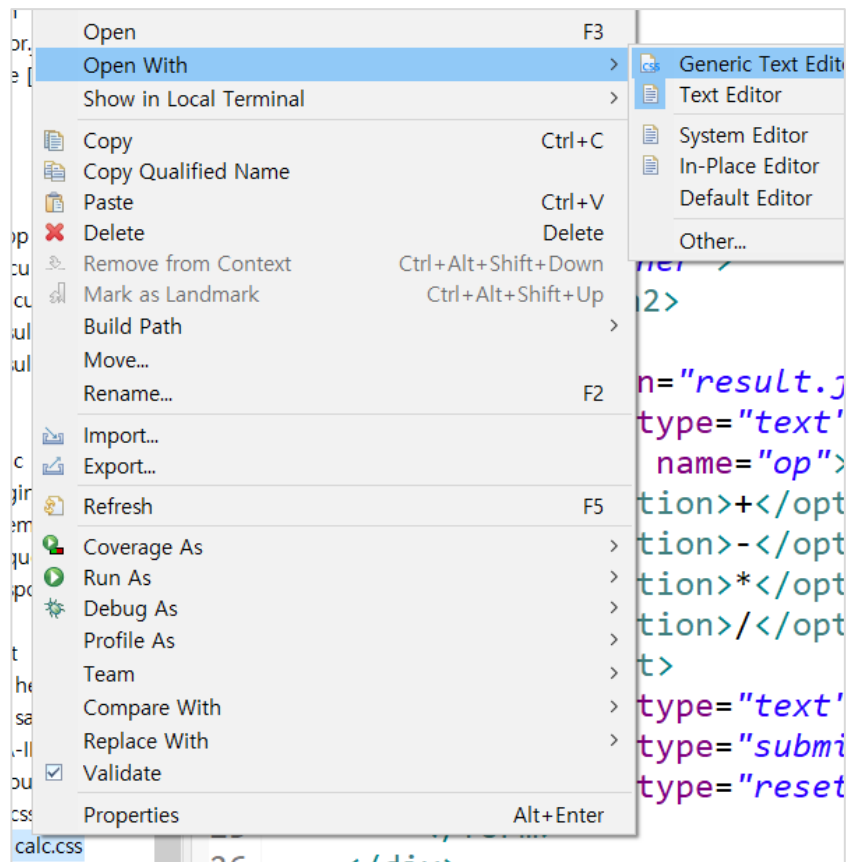 Open F3
Open With
Show in Local Terminal
Copy Ctrl+C
Copy Qualified Name
Paste Ctrl+V
Delete Delete
Remove from Context Ctrl+Alt+Shift+Down
Mark as Landmark Ctrl+Alt+Shift+Up
Build Path
Move...
Rename... F2
Import...
Export...
Refresh F5
Coverage As
Run As
Debug As
Profile As
Team
Compare With
Replace With
Validate
Properties Alt+Enter
calc.css
css Generic Text Edit
Text Editor
System Editor
In-Place Editor
Default Editor
Other...
2>
n="result.j
type="text"
name="op">
tion>+</opt
tion>-</opt
tion>*</opt
tion>/</opt
t>
type="text"
type="submi
type="reset
26 </div>